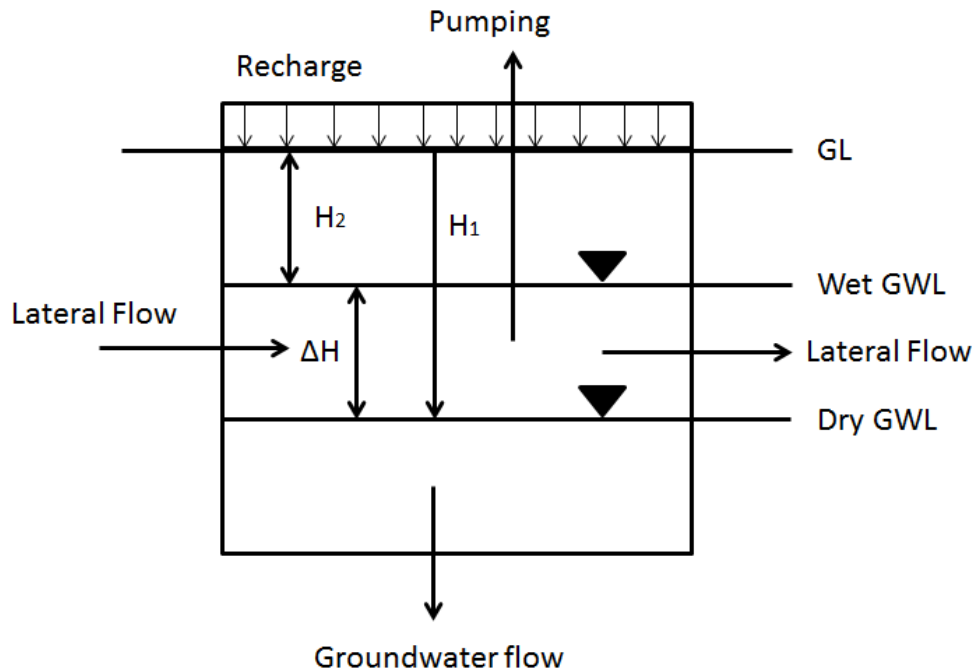 Pumping
Recharge
GL
H2
H1
Wet GWL
Lateral Flow
ΔH
Lateral Flow
Dry GWL
Groundwater flow